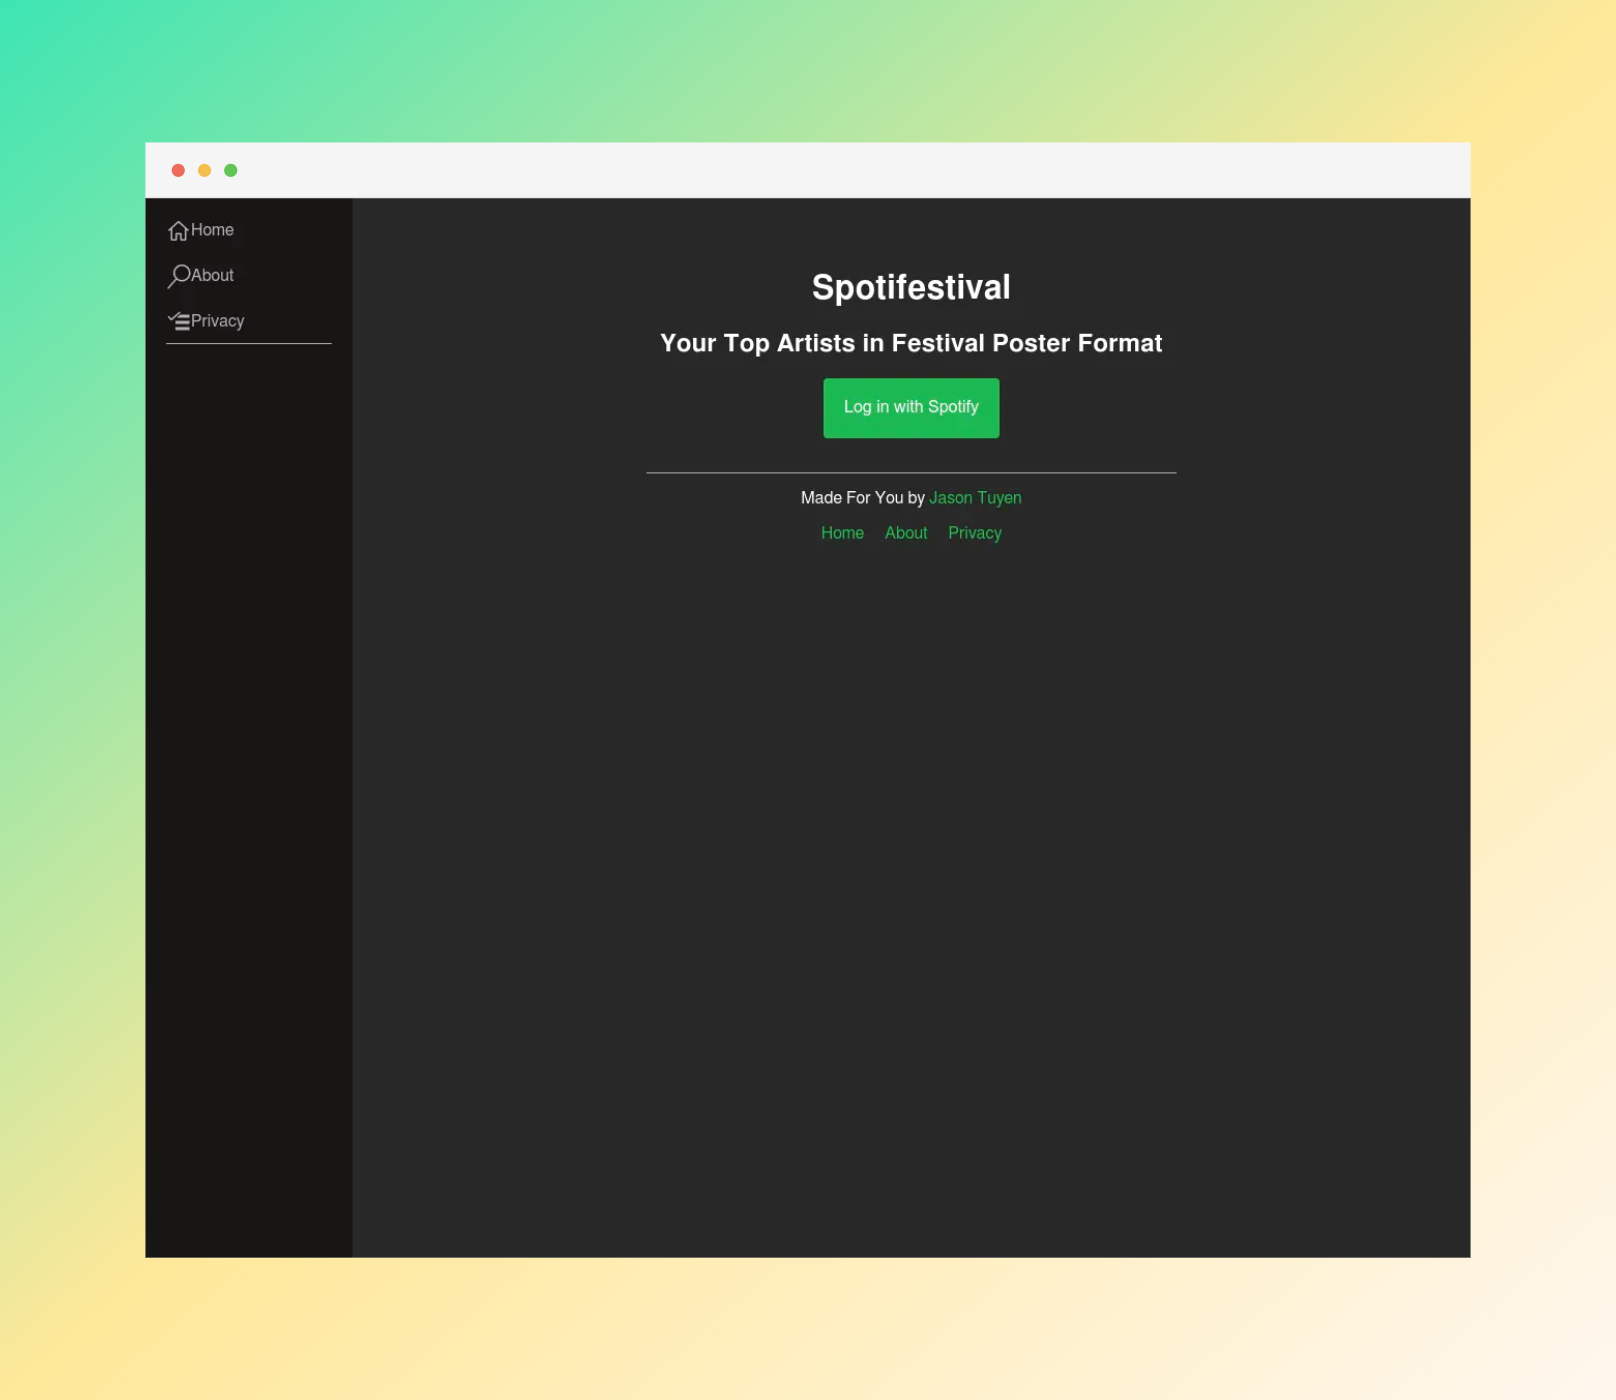 Home
About
Privacy
Spotifestival
Your Top Artists in Festival Poster Format
Log in with Spotify
Made For You by Jason Tuyen
Home About Privacy